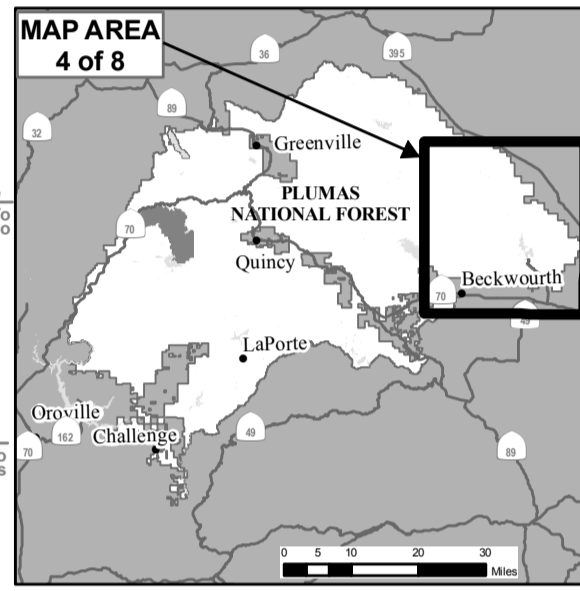 MAP AREA
4 of 8
36
395
89
32
Greenville
PLUMAS
NATIONAL FOREST
70
Quincy
Beckwourth
70
49
LaPorte
Oroville
Challenge
162
49
70
89
0 5 10 20 30
Miles